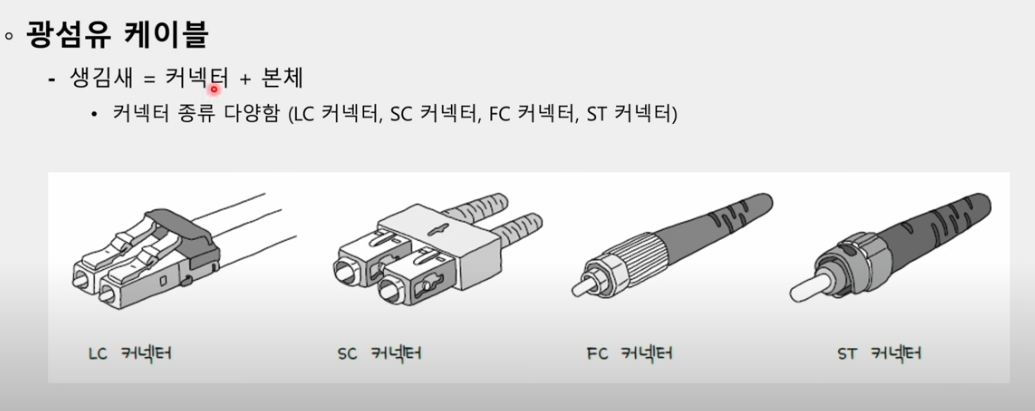 ◦ 광섬유 케이블
- 생김새 = 커넥터 + 본체
• 커넥터 종류 다양함 (LC 커넥터, SC 커넥터, FC 커넥터, ST 커넥터)
LC 커넥터 SC 커넥터 FC 커넥터 ST 커넥터